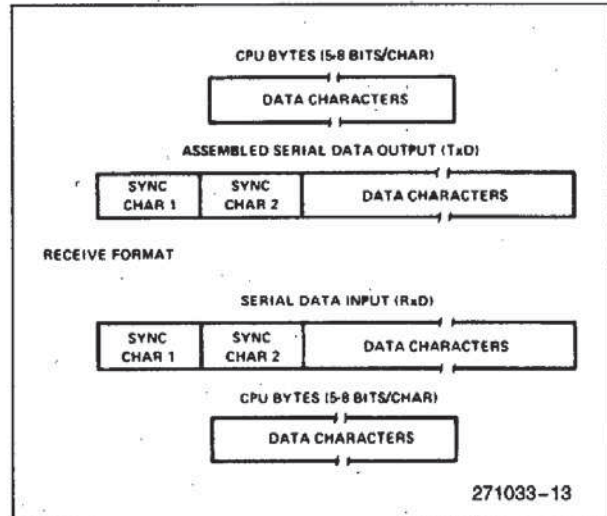 CPU BYTES (5-8 BITS/CHAR)
DATA CHARACTERS
ASSEMBLED SERIAL DATA OUTPUT (TxD)
SYNC CHAR 1
SYNC CHAR 2
DATA CHARACTERS
RECEIVE FORMAT
SERIAL DATA INPUT (RxD)
SYNC CHAR 1
SYNC CHAR 2
DATA CHARACTERS
CPU BYTES (5-8 BITS/CHAR)
DATA CHARACTERS
271033-13